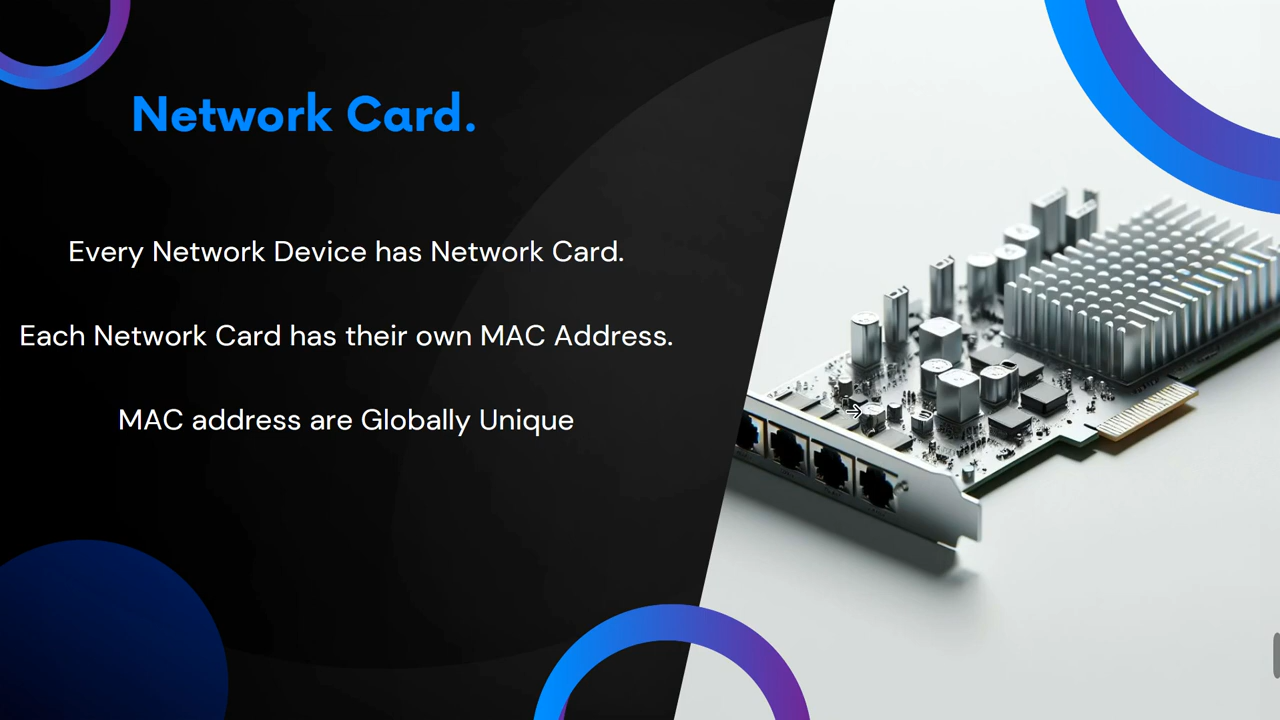 Network Card.
Every Network Device has Network Card.
Each Network Card has their own MAC Address.
MAC address are Globally Unique